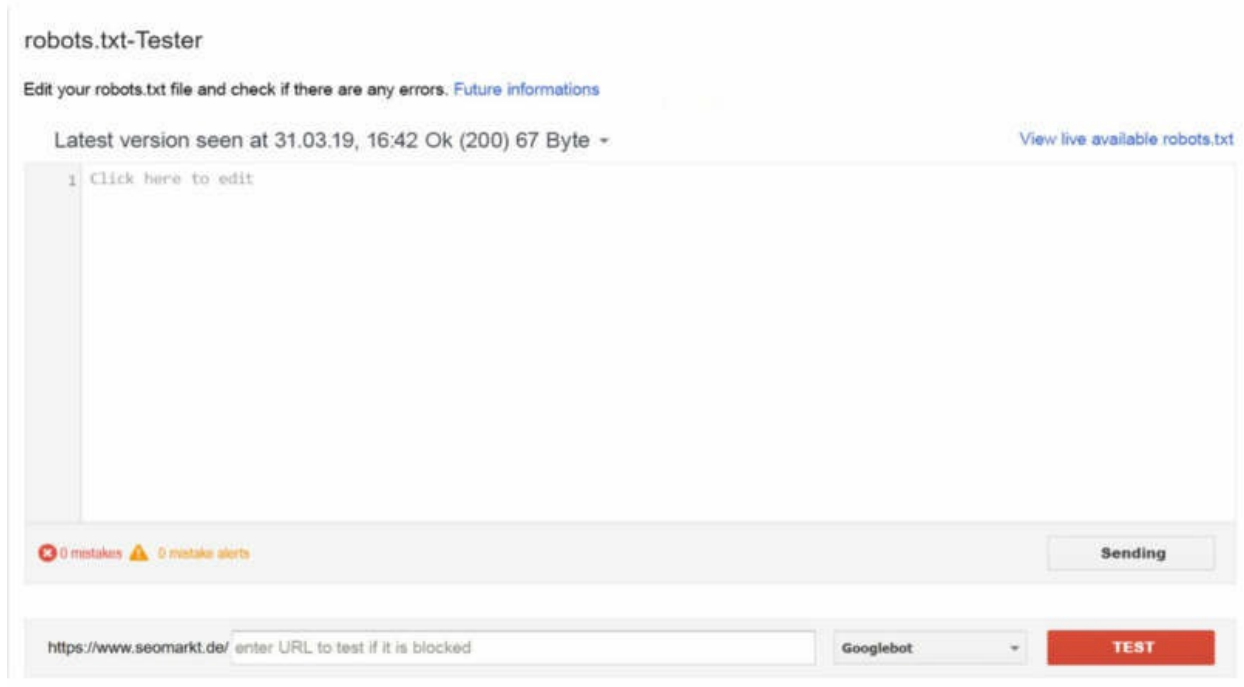 robots.txt-Tester
Edit your robots.txt file and check if there are any errors. Future informations
Latest version seen at 31.03.19, 16:42 Ok (200) 67 Byte
View live available robots.txt
1 Click here to edit
0 mistakes 0 mistake alerts
Sending
https://www.seomarkt.de/ enter URL to test if it is blocked
Googlebot
TEST